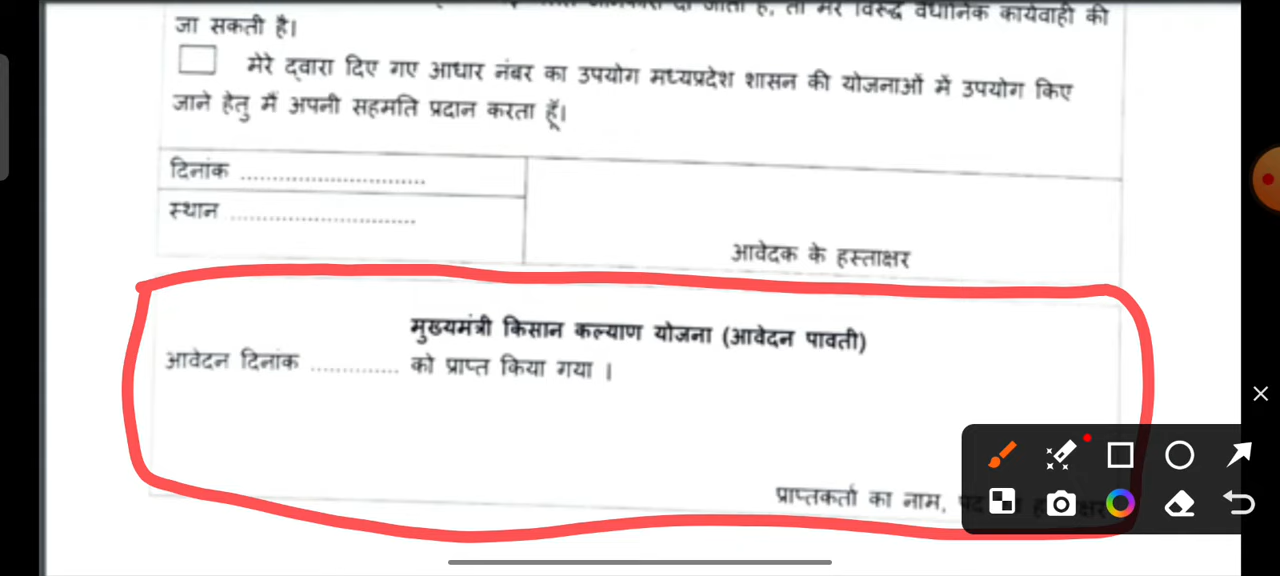 जा सकती है।
मेरे द्वारा दिए गए आधार नंबर का उपयोग मध्यप्रदेश शासन की योजनाओं में उपयोग किए
जाने हेतु मैं अपनी सहमति प्रदान करता हूँ।
दिनांक ..............................
स्थान ..............................
आवेदक के हस्ताक्षर
मुख्यमंत्री किसान कल्याण योजना (आवेदन पावती)
आवेदन दिनांक .............. को प्राप्त किया गया ।
प्राप्तकर्ता का नाम,